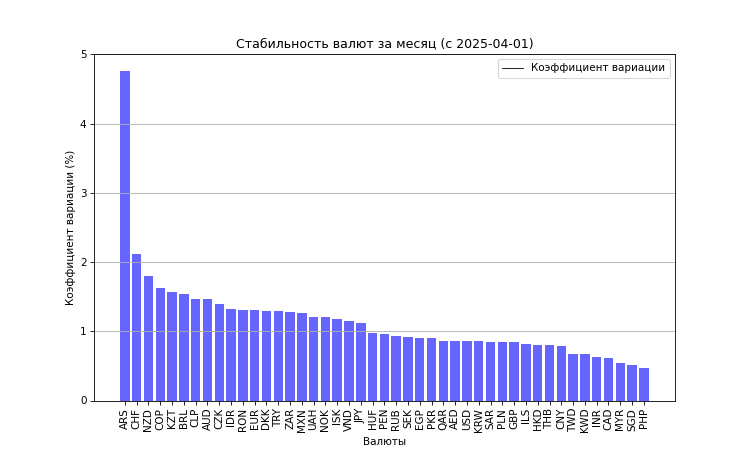 Стабильность валют за месяц (с 2025-04-01)
Коэффициент вариации
Коэффициент вариации (%)
5
4
3
2
1
0
ARS CHF NZD COP KZT BRL CLP AUD CZK IDR RON EUR DKK TRY ZAR MXN UAH NOK ISK VND JPY HUF PEN RUB SEK EGP PKR QAR AED USD KRW SAR PLN GBP ILS HKD THB CNY TWD KWD INR CAD MYR SGD PHP
Валюты